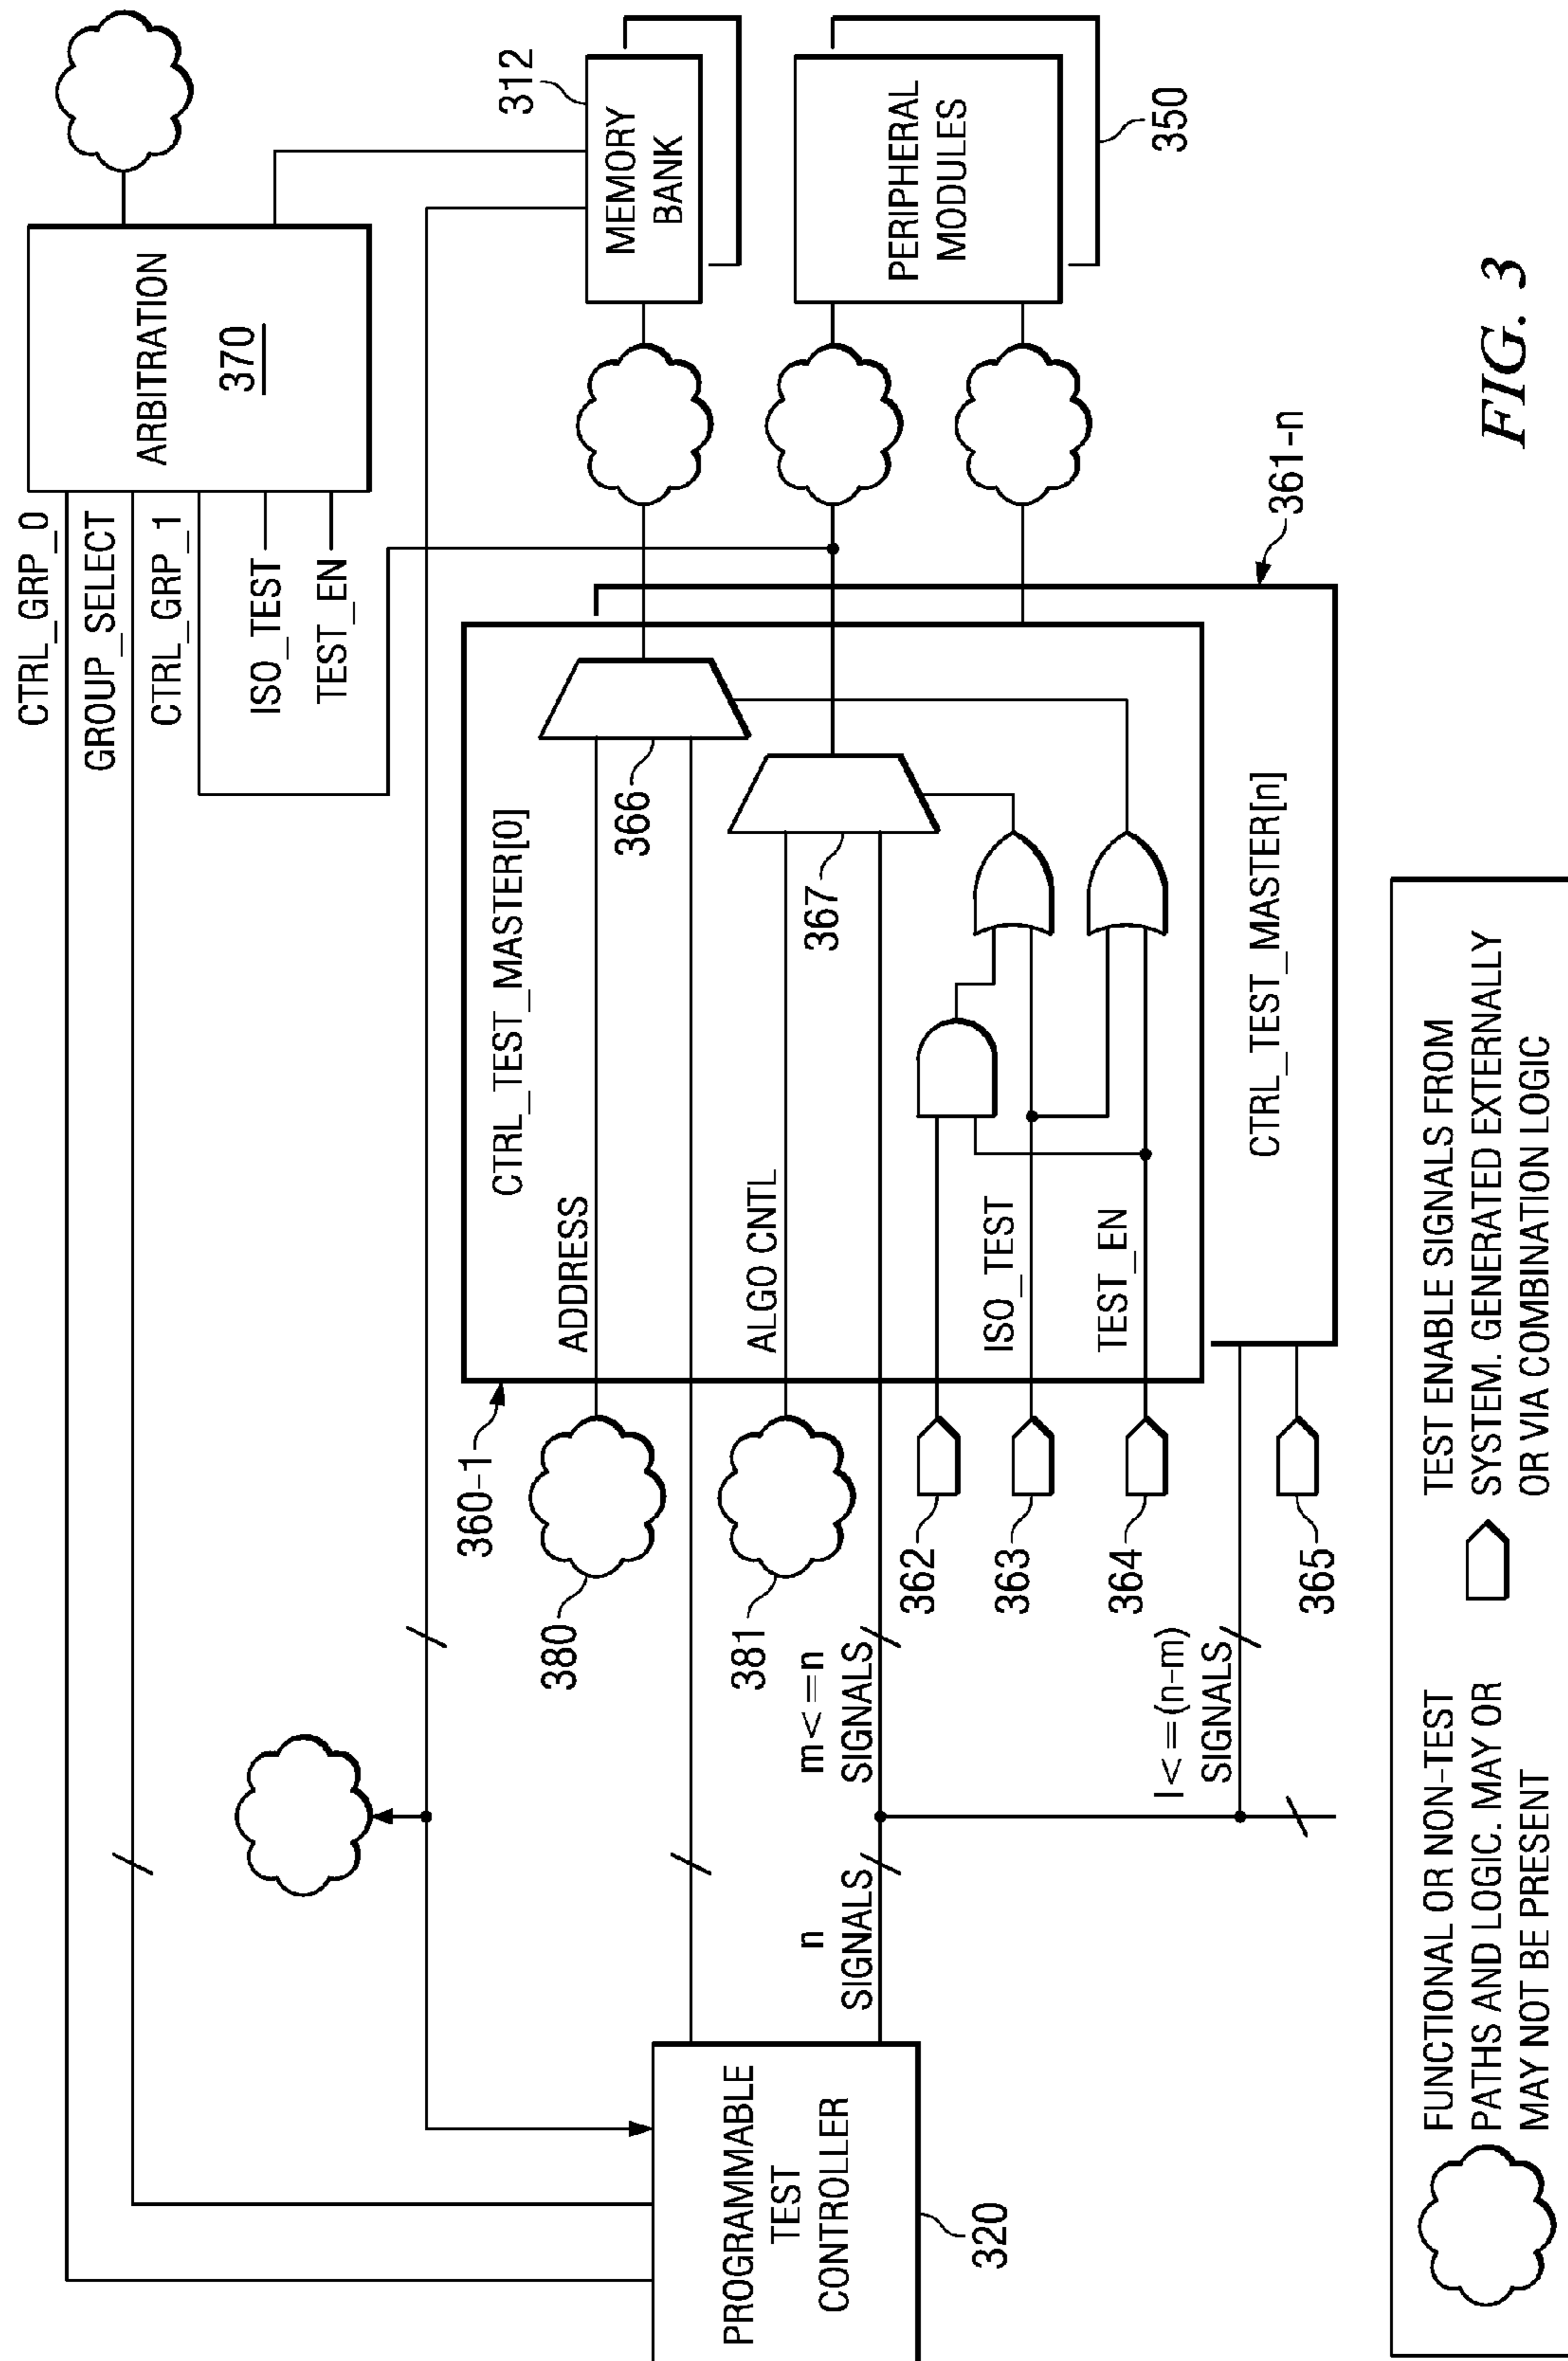 CTRL_GRP_0
GROUP_SELECT
CTRL_GRP_1
ISO_TEST
TEST_EN
ARBITRATION
370
312
MEMORY
BANK
PERIPHERAL
MODULES
350
360-1
CTRL_TEST_MASTER[0]
366
ADDRESS
380
ALGO CNTL
367
381
m<=n
SIGNALS
n
SIGNALS
PROGRAMMABLE
TEST
CONTROLLER
320
362
ISO_TEST
363
TEST_EN
364
CTRL_TEST_MASTER[n]
361-n
l<=(n-m)
SIGNALS
365
FUNCTIONAL OR NON-TEST
PATHS AND LOGIC. MAY OR
MAY NOT BE PRESENT
TEST ENABLE SIGNALS FROM
SYSTEM. GENERATED EXTERNALLY
OR VIA COMBINATION LOGIC
FIG. 3